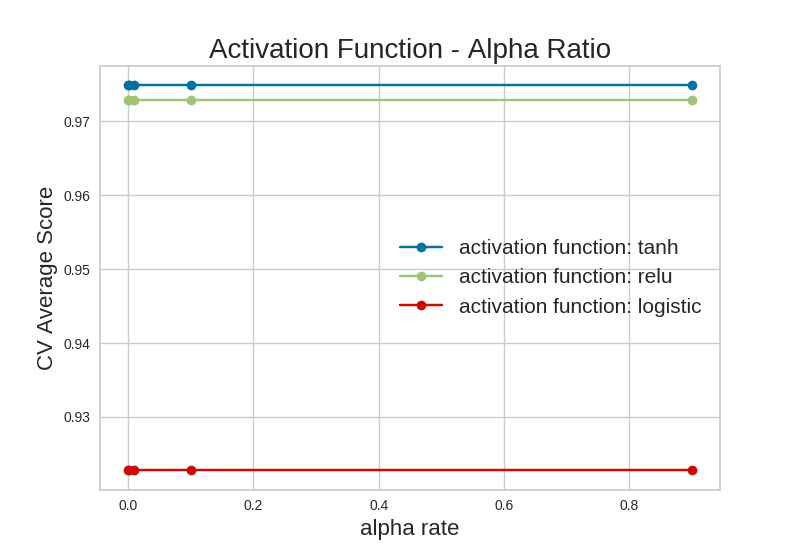 Activation Function - Alpha Ratio
CV Average Score
0.97
0.96
0.95
0.94
0.93
activation function: tanh
activation function: relu
activation function: logistic
0.0 0.2 0.4 0.6 0.8
alpha rate